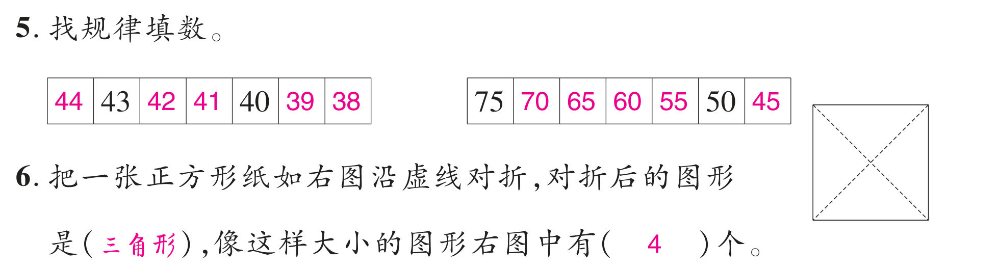 5. 找规律填数。
44 43 42 41 40 39 38 75 70 65 60 55 50 45
6. 把一张正方形纸如右图沿虚线对折,对折后的图形
是(三角形),像这样大小的图形右图中有( 4 )个。